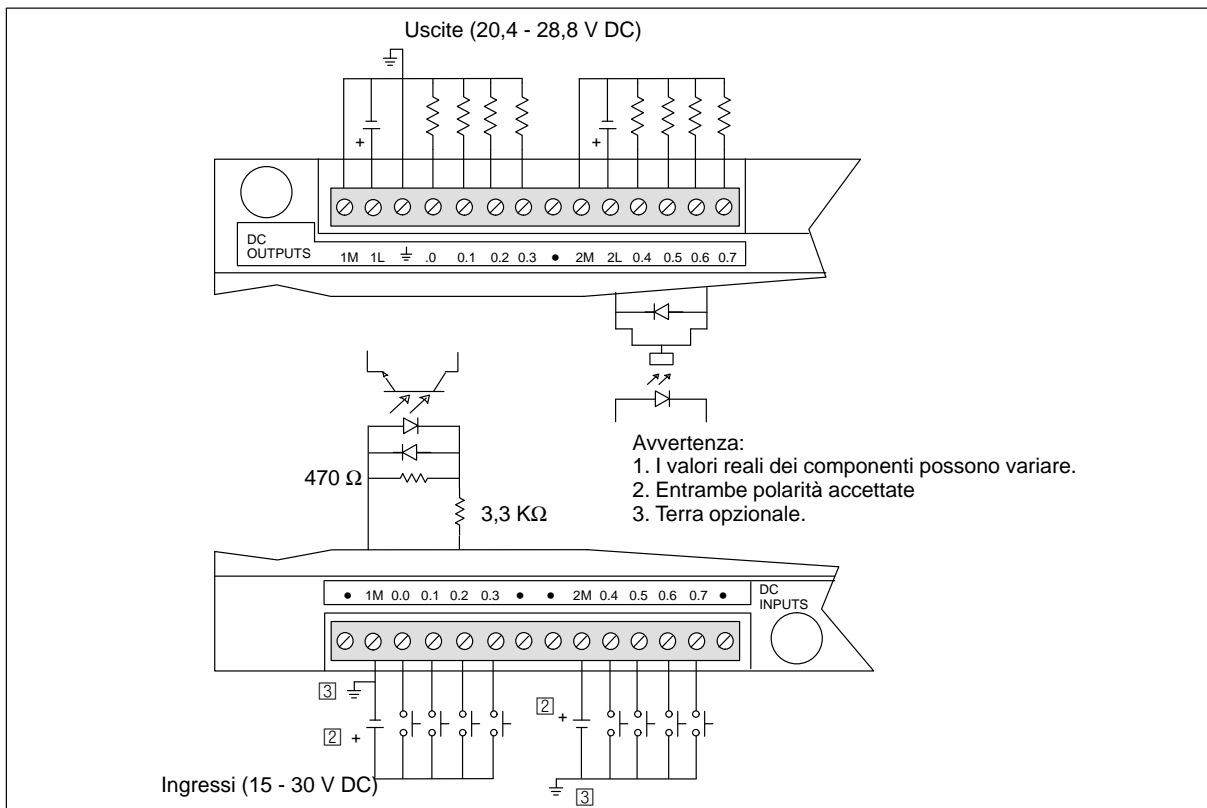 Uscite (20,4 - 28,8 V DC)
+ +
DC
OUTPUTS
1M 1L .0 0.1 0.2 0.3 • 2M 2L 0.4 0.5 0.6 0.7
Avvertenza:
1. I valori reali dei componenti possono variare.
2. Entrambe polarità accettate
3. Terra opzionale.
470 Ω
3,3 KΩ
• 1M 0.0 0.1 0.2 0.3 • • 2M 0.4 0.5 0.6 0.7 •
DC
INPUTS
3
2 +
2 +
3
Ingressi (15 - 30 V DC)